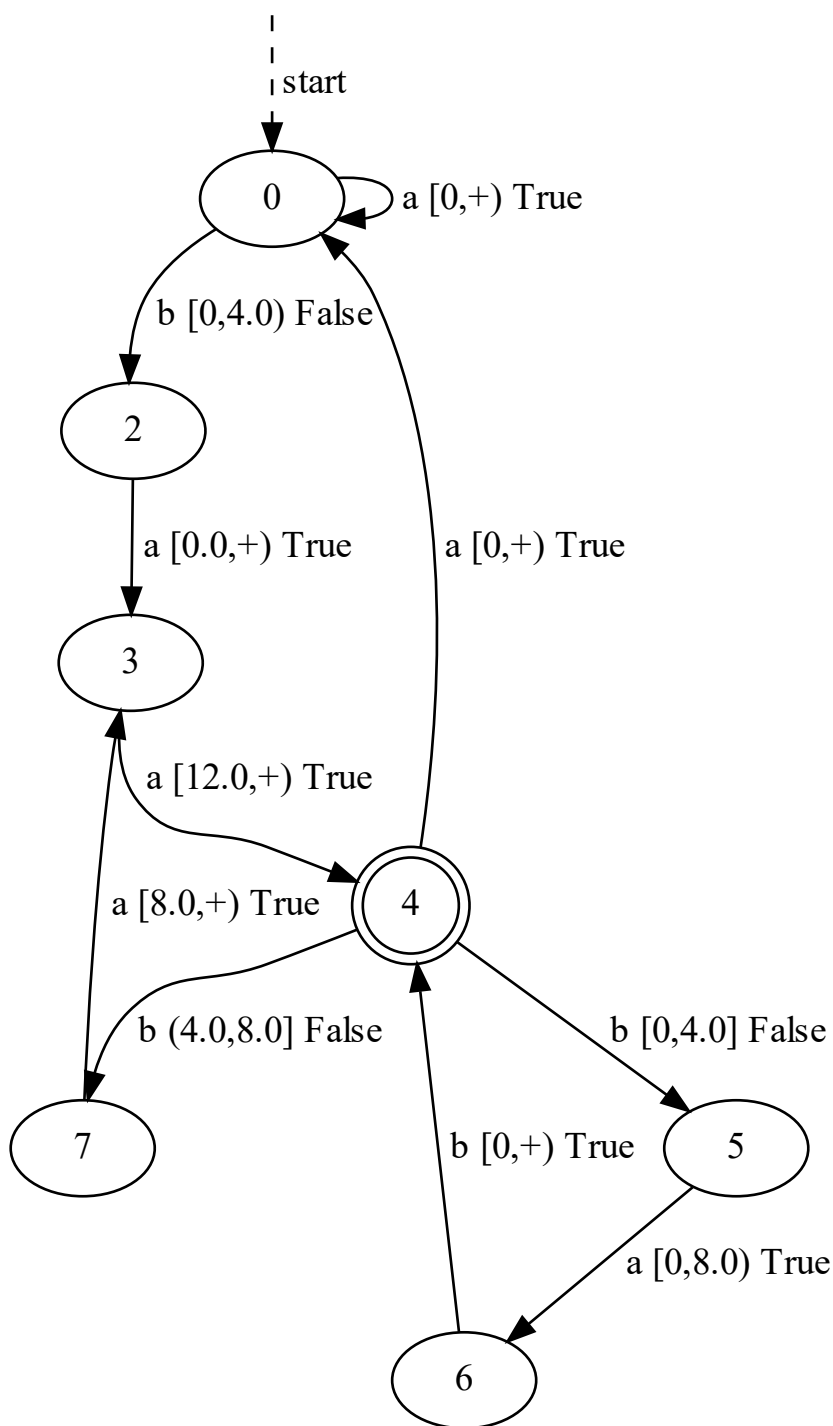 start
0
a [0,+) True
b [0,4.0) False
2
a [0.0,+) True
a [0,+) True
3
a [12.0,+) True
a [8.0,+) True
4
b (4.0,8.0] False
b [0,4.0] False
7
b [0,+) True
5
a [0,8.0) True
6